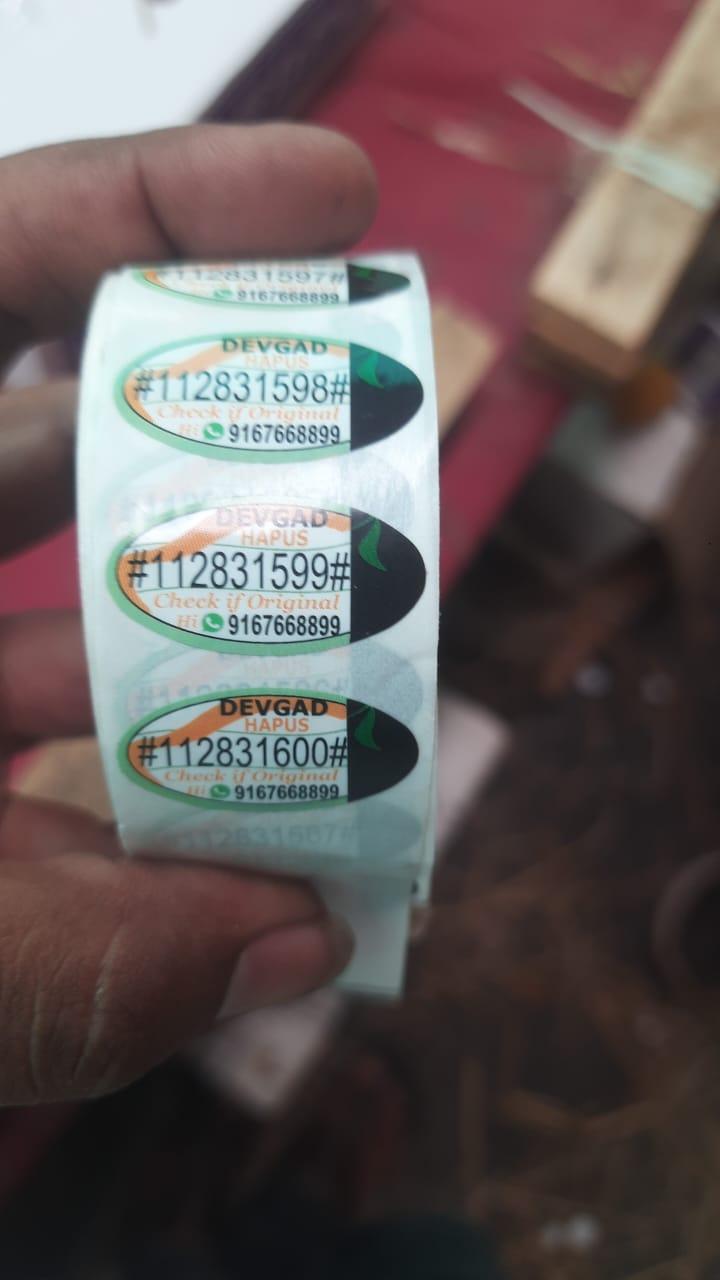 #112831597#
9167668899
DEVGAD
HAPUS
#112831598#
Check if Original
Hi 9167668899
DEVGAD
HAPUS
#112831599#
Check if Original
Hi 9167668899
DEVGAD
HAPUS
#112831600#
Check if Original
Hi 9167668899